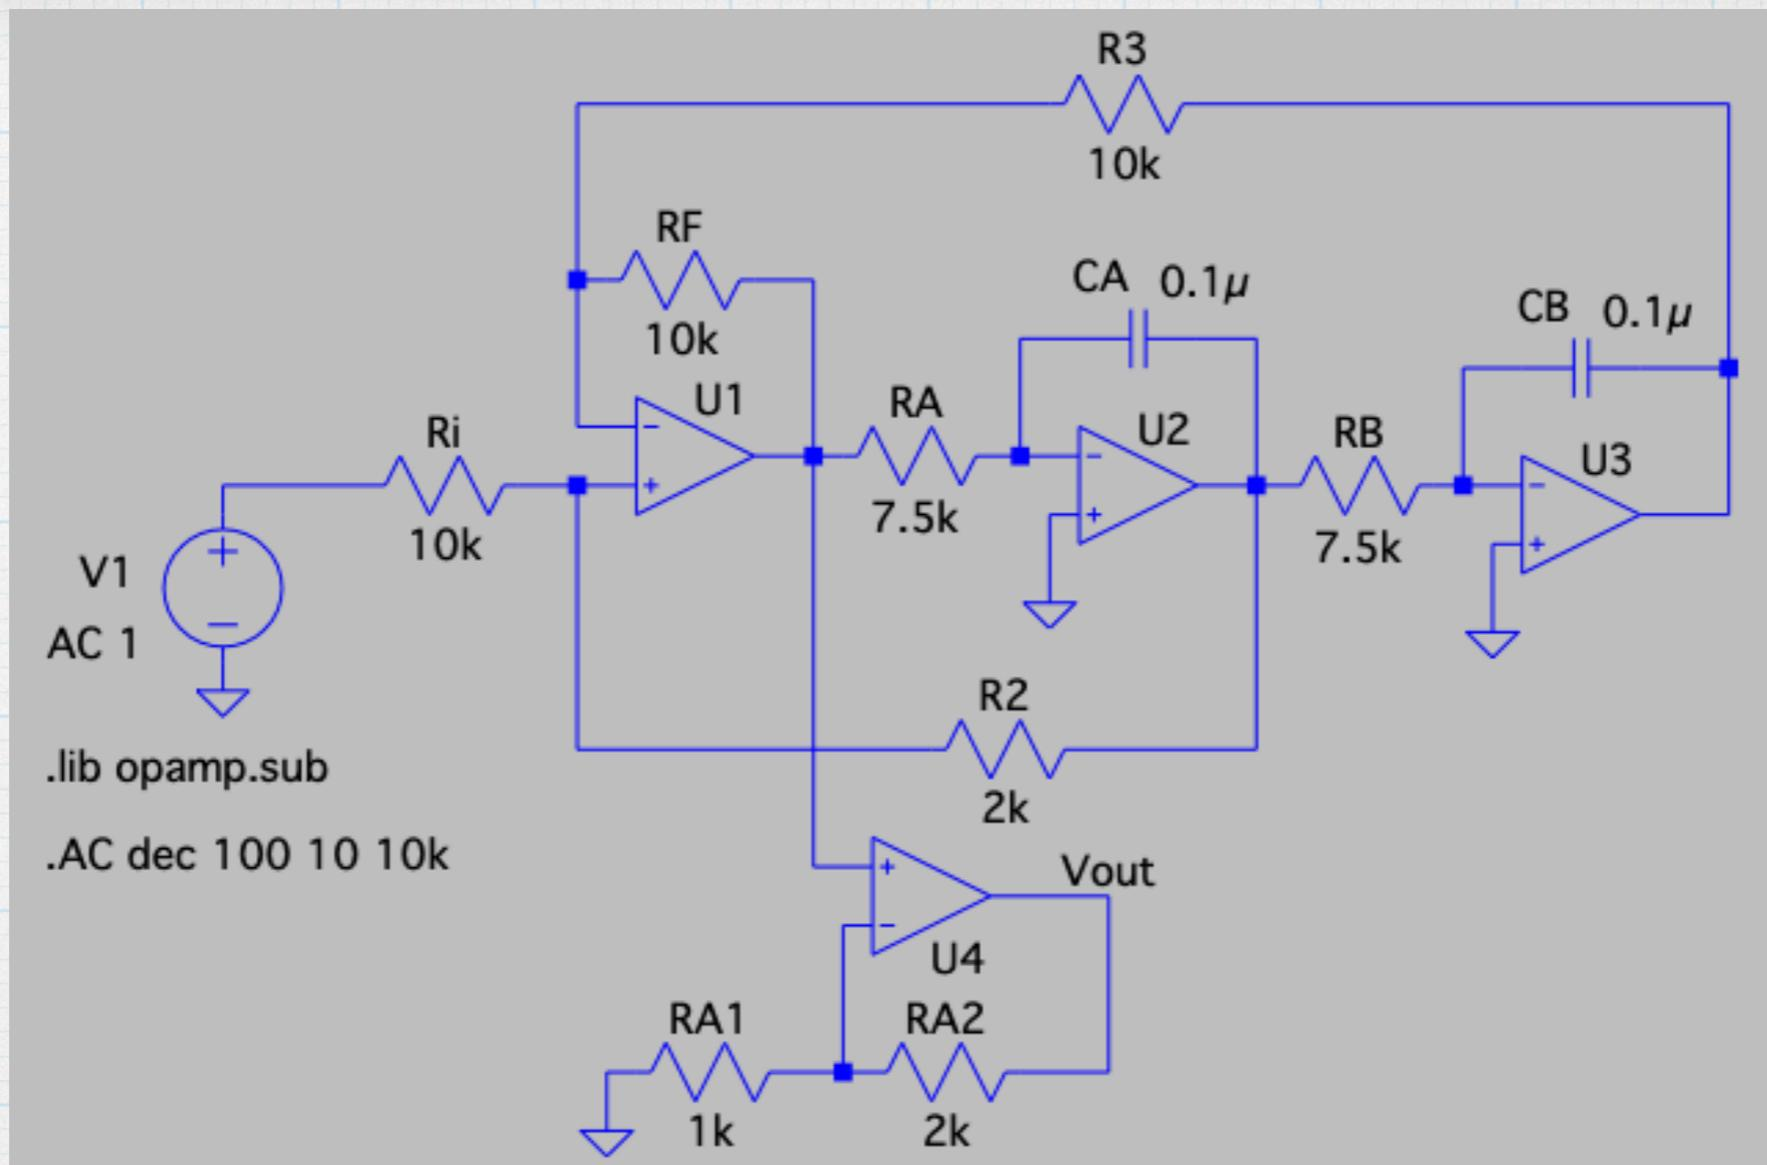 R3
10k
RF
10k
CA 0.1µ
CB 0.1µ
U1
RA
7.5k
U2
RB
7.5k
U3
Ri
10k
V1
AC 1
R2
2k
.lib opamp.sub
.AC dec 100 10 10k
Vout
U4
RA1
1k
RA2
2k